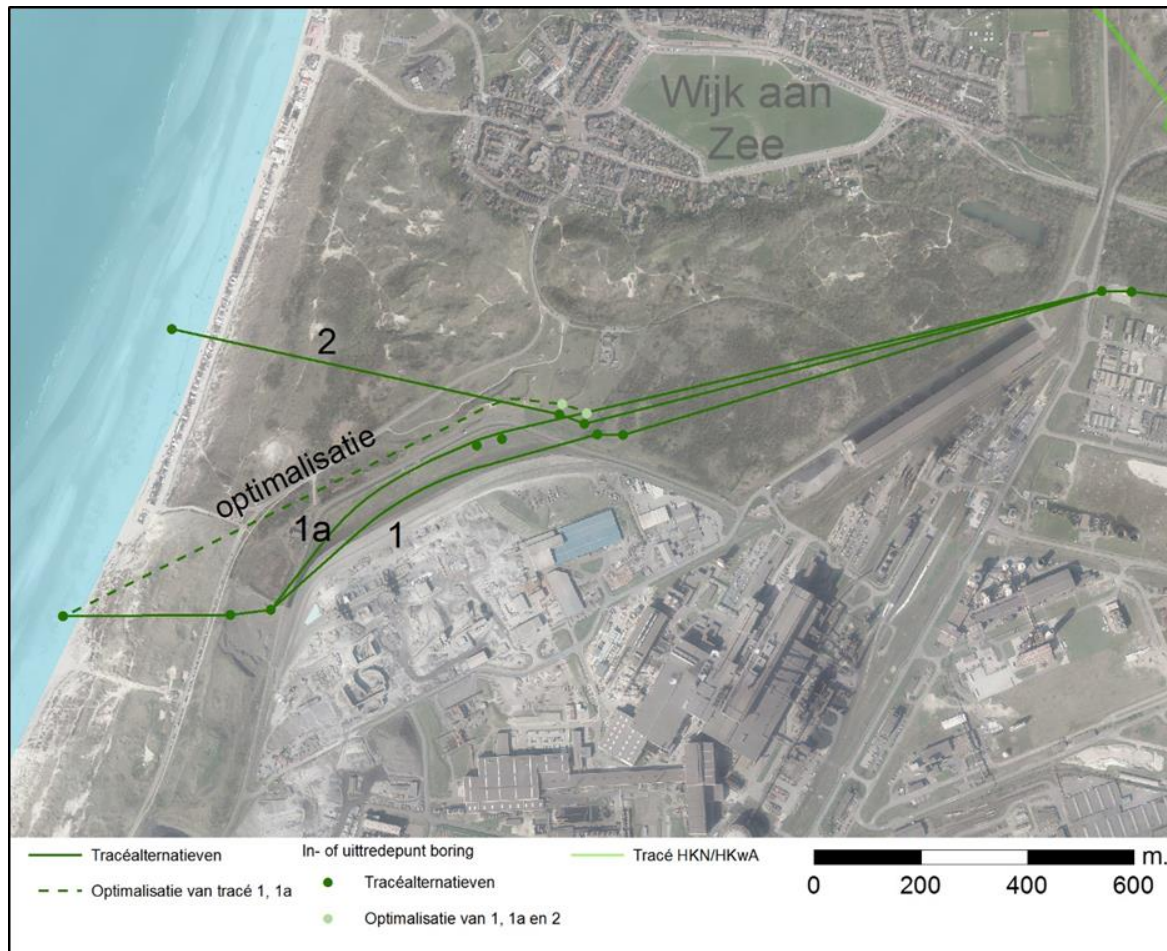 Wijk aan
Zee
2
optimalisatie
1a
1
Tracéalternatieven
Optimalisatie van tracé 1, 1a
In- of uittredepunt boring
Tracéalternatieven
Optimalisatie van 1, 1a en 2
Tracé HKN/HKwA
m.
0 200 400 600